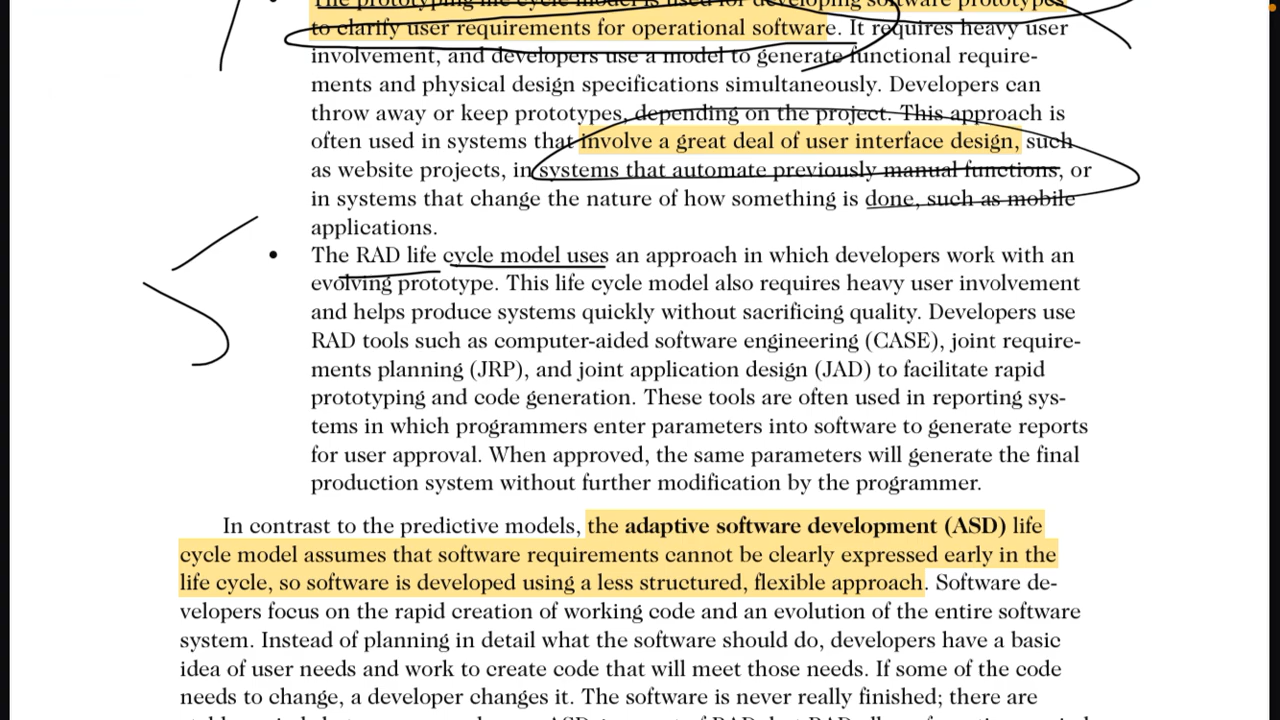 The prototyping life cycle model is used for developing software prototypes
to clarify user requirements for operational software. It requires heavy user
involvement, and developers use a model to generate functional require-
ments and physical design specifications simultaneously. Developers can
throw away or keep prototypes, depending on the project. This approach is
often used in systems that involve a great deal of user interface design, such
as website projects, in systems that automate previously manual functions, or
in systems that change the nature of how something is done, such as mobile
applications.
• The RAD life cycle model uses an approach in which developers work with an
evolving prototype. This life cycle model also requires heavy user involvement
and helps produce systems quickly without sacrificing quality. Developers use
RAD tools such as computer-aided software engineering (CASE), joint require-
ments planning (JRP), and joint application design (JAD) to facilitate rapid
prototyping and code generation. These tools are often used in reporting sys-
tems in which programmers enter parameters into software to generate reports
for user approval. When approved, the same parameters will generate the final
production system without further modification by the programmer.
In contrast to the predictive models, the adaptive software development (ASD) life
cycle model assumes that software requirements cannot be clearly expressed early in the
life cycle, so software is developed using a less structured, flexible approach. Software de-
velopers focus on the rapid creation of working code and an evolution of the entire software
system. Instead of planning in detail what the software should do, developers have a basic
idea of user needs and work to create code that will meet those needs. If some of the code
needs to change, a developer changes it. The software is never really finished; there are